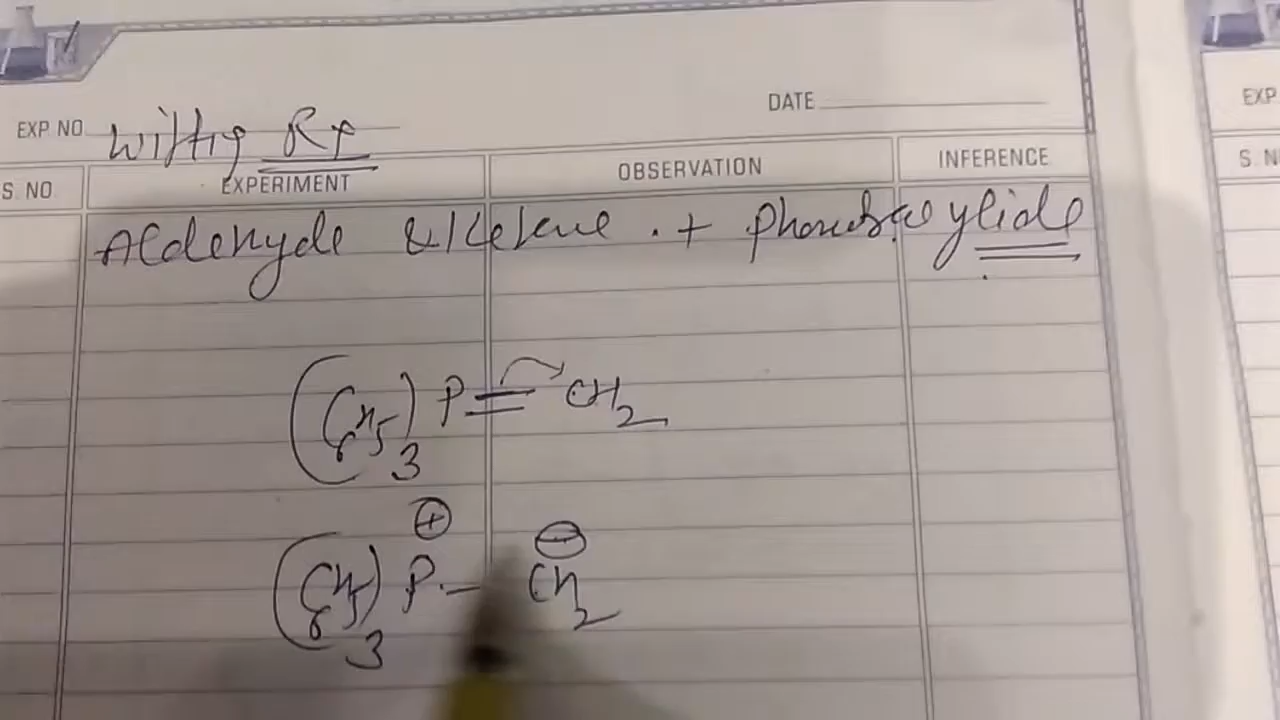 DATE
EXP NO Wittig Rx
EXP
S. NO EXPERIMENT OBSERVATION INFERENCE
Aldehyde & Ketone . + Phosphorus ylide
(C6H5)3 P = CH2
⊕ ⊖
(C6H5)3 P - CH2